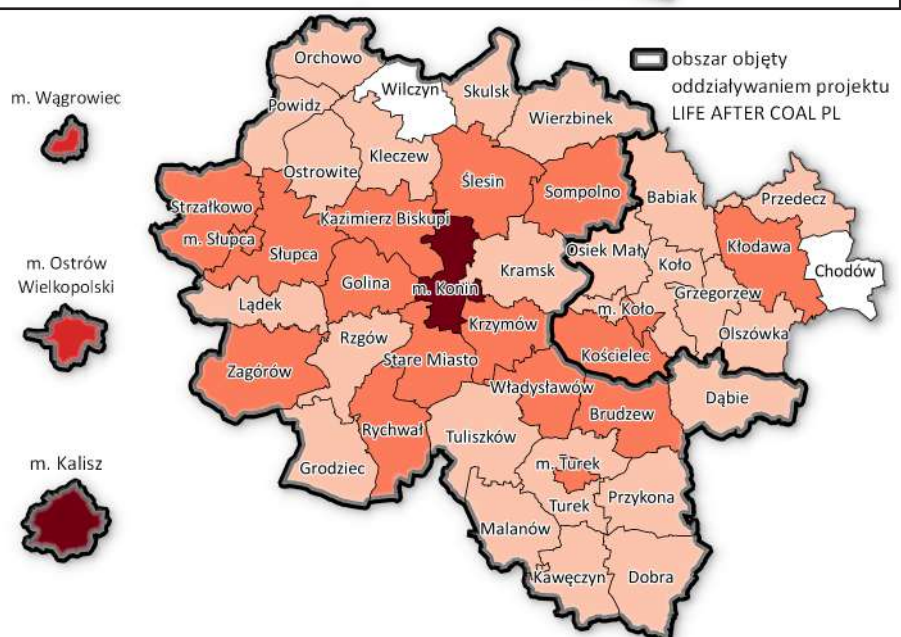 obszar objęty
oddziaływaniem projektu
LIFE AFTER COAL PL
m. Wągrowiec
m. Ostrów
Wielkopolski
m. Kalisz
Orchowo
Wilczyn
Skulsk
Powidz
Wierzbinek
Kleczew
Ostrowite
Ślesin
Sompolno
Babiak
Przedecz
Strzałkowo
Kazimierz Biskupi
m. Słupca
Słupca
Osiek Mały
Kłodawa
Koło
Chodów
Kramsk
Golina
m. Konin
Lądek
Grzegorzew
m. Koło
Krzymów
Olszówka
Rzgów
Stare Miasto
Kościelec
Zagórów
Władysławów
Dąbie
Brudzew
Rychwał
Tuliszków
Grodziec
m. Turek
Przykona
Turek
Malanów
Kawęczyn
Dobra